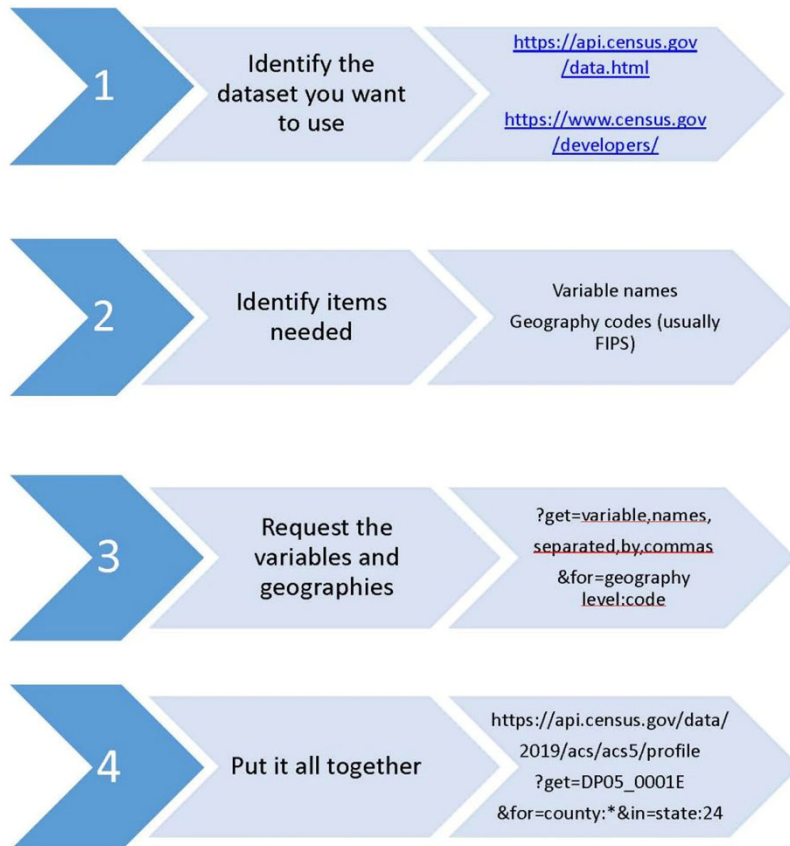 1
Identify the
dataset you want
to use
https://api.census.gov
/data.html
https://www.census.gov
/developers/
2
Identify items
needed
Variable names
Geography codes (usually
FIPS)
3
Request the
variables and
geographies
?get=variable,names,
separated,by,commas
&for=geography
level:code
4
Put it all together
https://api.census.gov/data/
2019/acs/acs5/profile
?get=DP05_0001E
&for=county:*&in=state:24